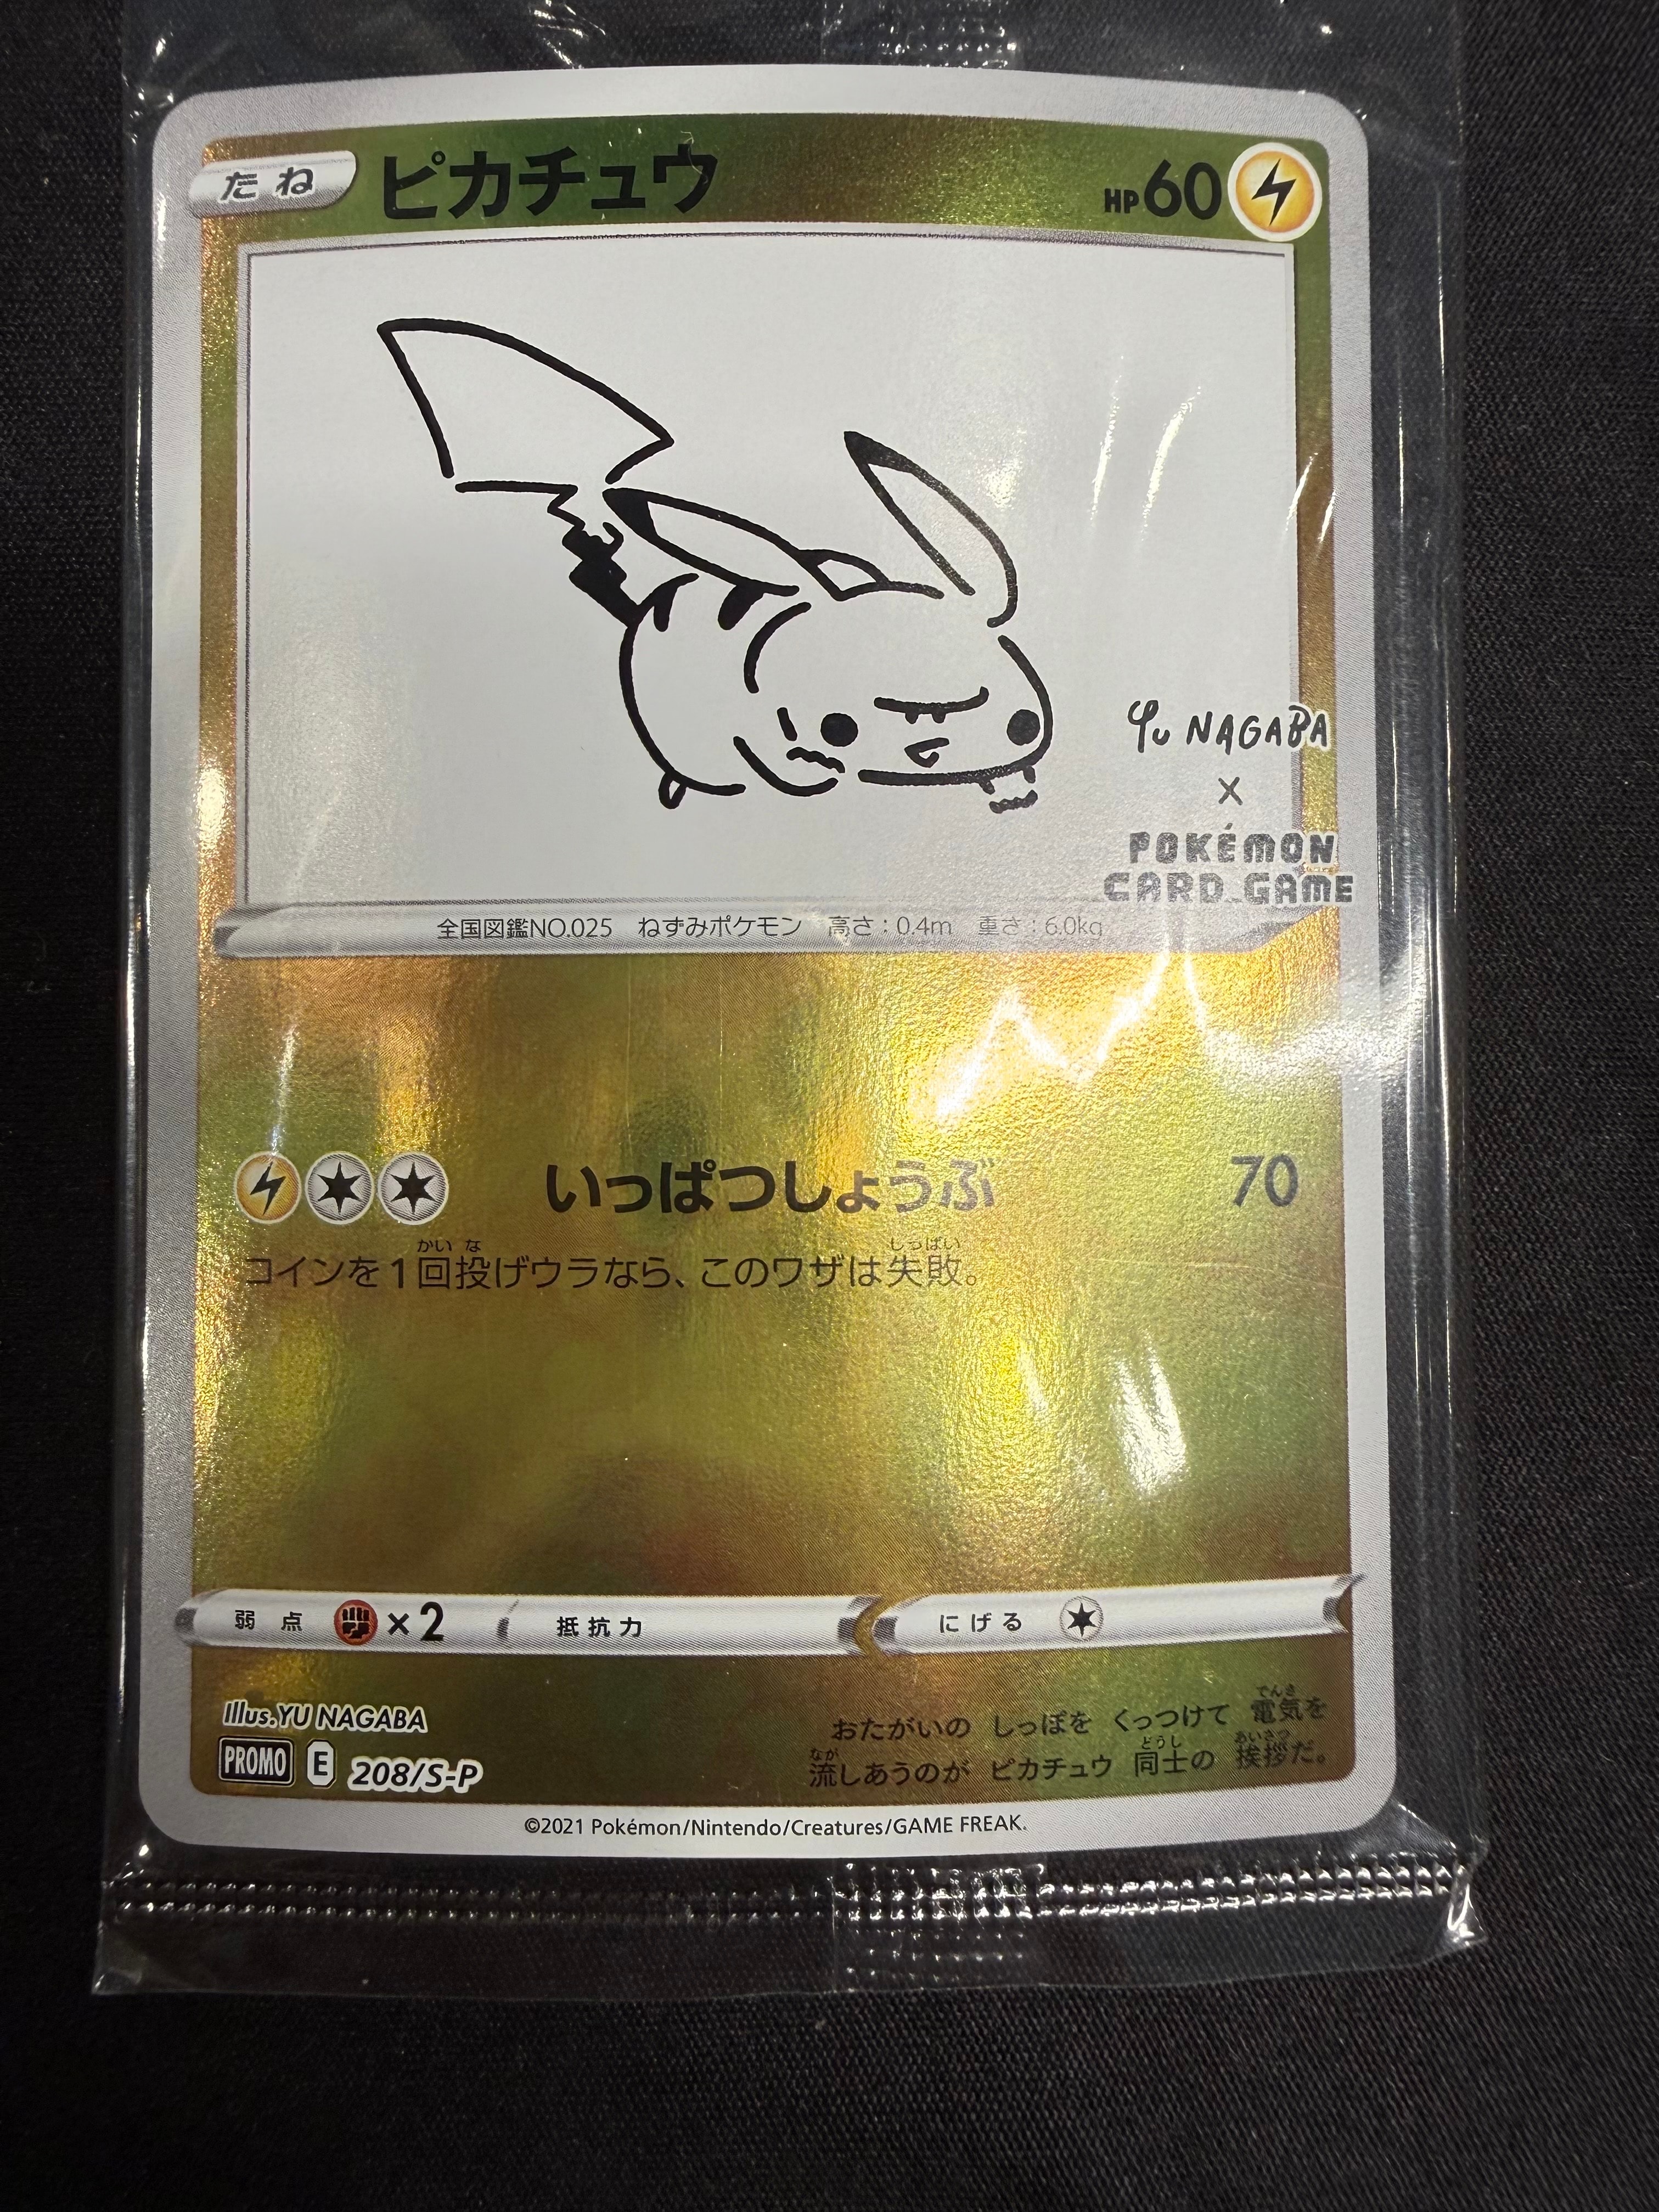 たね ピカチュウ HP60
Yu NAGABA
×
POKÉMON
CARD GAME
全国図鑑NO.025 ねずみポケモン 高さ：0.4m 重さ：6.0kg
いっぱつしょうぶ 70
コインを1回投げウラなら、このワザは失敗。
弱点 ×2 抵抗力 にげる
Illus.YU NAGABA
PROMO E 208/S-P
おたがいの しっぽを くっつけて 電気を
流しあうのが ピカチュウ 同士の 挨拶だ。
©2021 Pokémon/Nintendo/Creatures/GAME FREAK.